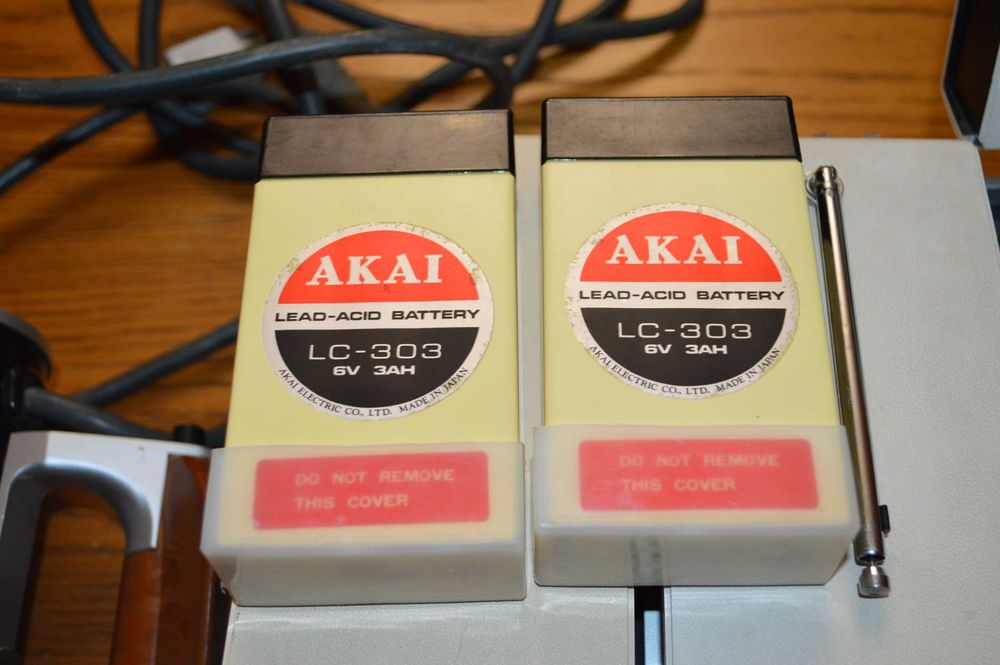 AKAI
LEAD-ACID BATTERY
LC-303
6V 3AH
AKAI ELECTRIC CO., LTD. MADE IN JAPAN
DO NOT REMOVE
THIS COVER
AKAI
LEAD-ACID BATTERY
LC-303
6V 3AH
AKAI ELECTRIC CO., LTD. MADE IN JAPAN
DO NOT REMOVE
THIS COVER